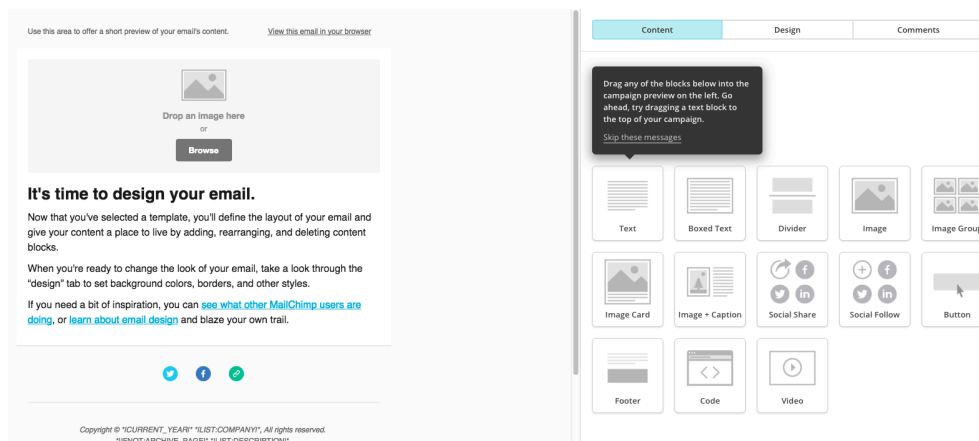 Use this area to offer a short preview of your email's content.
View this email in your browser
Drop an image here
or
Browse
It's time to design your email.
Now that you've selected a template, you'll define the layout of your email and
give your content a place to live by adding, rearranging, and deleting content
blocks.
When you're ready to change the look of your email, take a look through the
"design" tab to set background colors, borders, and other styles.
If you need a bit of inspiration, you can see what other MailChimp users are
doing, or learn about email design and blaze your own trail.
Copyright © *|CURRENT_YEAR|* *|LIST:COMPANY|*, All rights reserved.
*|IFNOT:ARCHIVE_PAGE|* *|LIST:DESCRIPTION|*
Content
Design
Comments
Drag any of the blocks below into the
campaign preview on the left. Go
ahead, try dragging a text block to
the top of your campaign.
Skip these messages
Text
Boxed Text
Divider
Image
Image Group
Image Card
Image + Caption
Social Share
Social Follow
Button
Footer
Code
Video